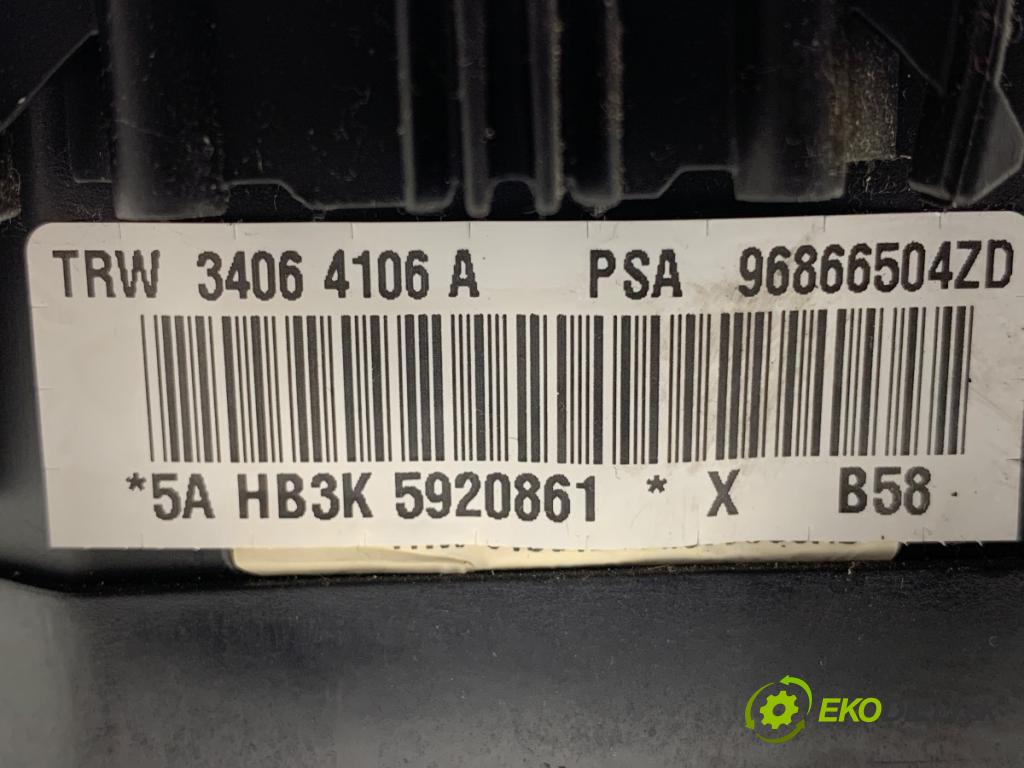 TRW 3406 4106 A PSA 96866504ZD
*5A HB3K 5920861 * X B58
EKO